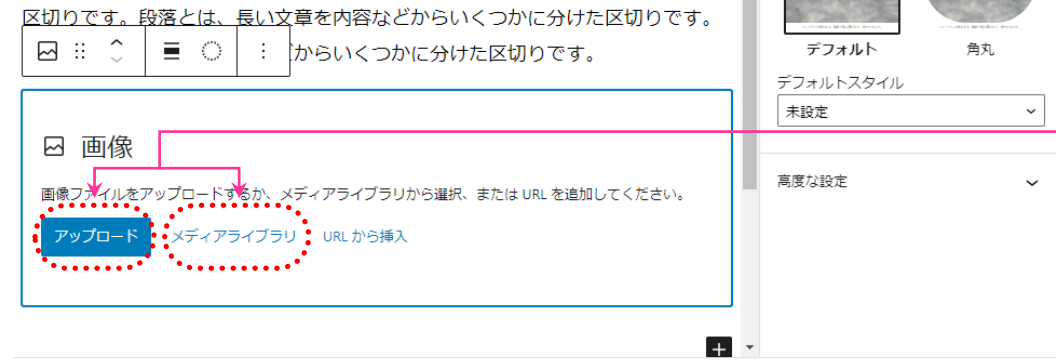 区切りです。段落とは、長い文章を内容などからいくつかに分けた区切りです。
どからいくつかに分けた区切りです。
画像
画像ファイルをアップロードするか、メディアライブラリから選択、または URL を追加してください。
アップロード
メディアライブラリ
URL から挿入
デフォルト
角丸
デフォルトスタイル
未設定
高度な設定